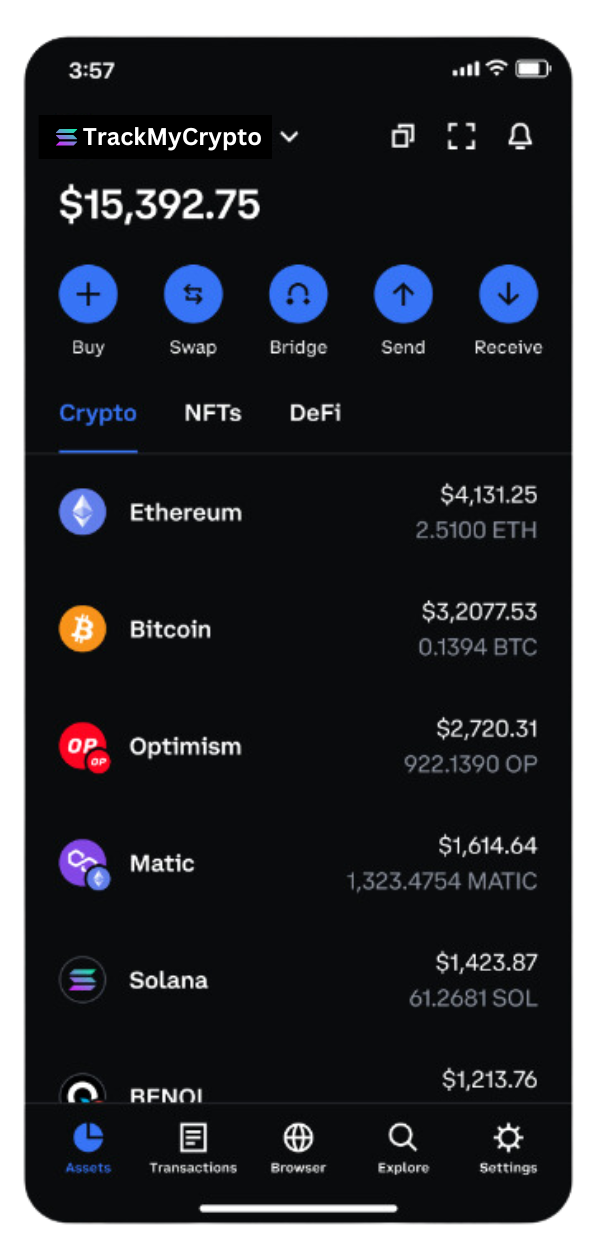 3:57
TrackMyCrypto
$15,392.75
Buy Swap Bridge Send Receive
Crypto NFTs DeFi
Ethereum $4,131.25
2.5100 ETH
Bitcoin $3,2077.53
0.1394 BTC
OP OP Optimism $2,720.31
922.1390 OP
Matic $1,614.64
1,323.4754 MATIC
Solana $1,423.87
61.2681 SOL
$1,213.76
Assets Transactions Browser Explore Settings